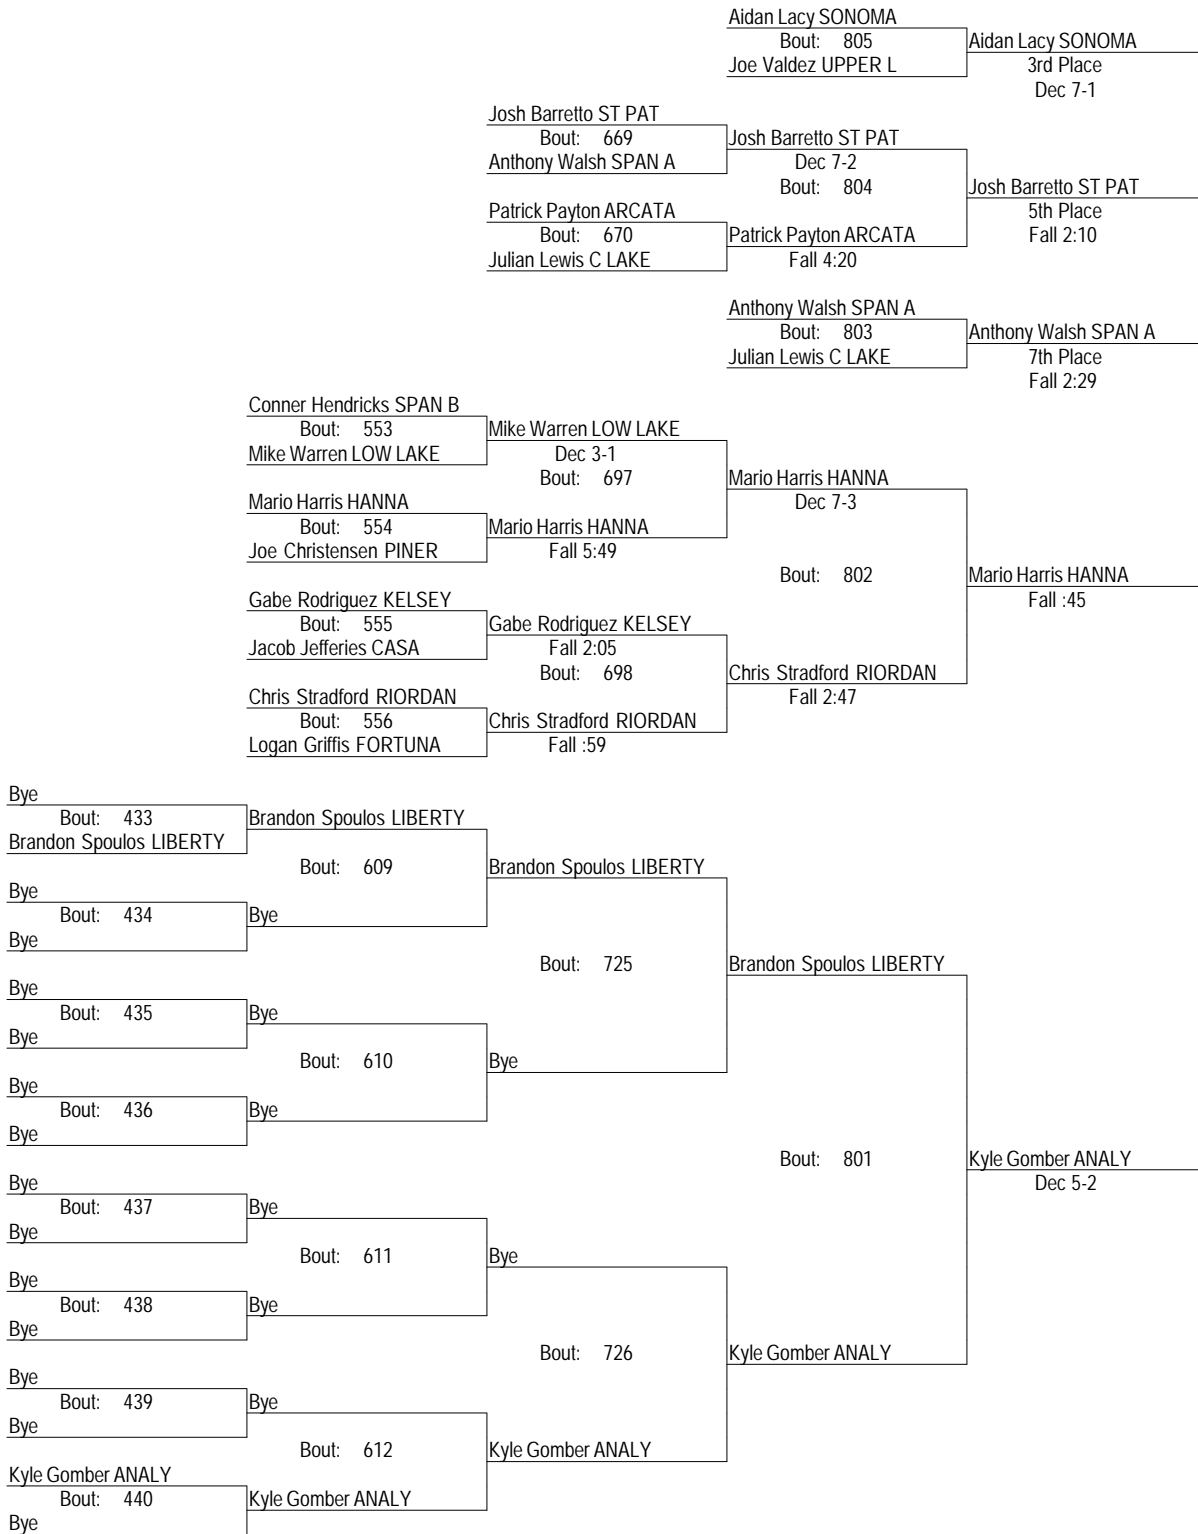 Aidan Lacy SONOMA
Bout: 805
Aidan Lacy SONOMA
Joe Valdez UPPER L
3rd Place
Dec 7-1
Josh Barretto ST PAT
Bout: 669
Josh Barretto ST PAT
Anthony Walsh SPAN A
Dec 7-2
Bout: 804
Josh Barretto ST PAT
Patrick Payton ARCATA
5th Place
Bout: 670
Patrick Payton ARCATA
Fall 2:10
Julian Lewis C LAKE
Fall 4:20
Anthony Walsh SPAN A
Bout: 803
Anthony Walsh SPAN A
Julian Lewis C LAKE
7th Place
Fall 2:29
Conner Hendricks SPAN B
Bout: 553
Mike Warren LOW LAKE
Mike Warren LOW LAKE
Dec 3-1
Bout: 697
Mario Harris HANNA
Mario Harris HANNA
Dec 7-3
Bout: 554
Mario Harris HANNA
Joe Christensen PINER
Fall 5:49
Bout: 802
Mario Harris HANNA
Fall :45
Gabe Rodriguez KELSEY
Bout: 555
Gabe Rodriguez KELSEY
Jacob Jefferies CASA
Fall 2:05
Bout: 698
Chris Stradford RIORDAN
Chris Stradford RIORDAN
Fall 2:47
Bout: 556
Chris Stradford RIORDAN
Logan Griffis FORTUNA
Fall :59
Bye
Bout: 433
Brandon Spoulos LIBERTY
Brandon Spoulos LIBERTY
Bout: 609
Brandon Spoulos LIBERTY
Bye
Bout: 434
Bye
Bye
Bout: 725
Brandon Spoulos LIBERTY
Bye
Bout: 435
Bye
Bye
Bout: 610
Bye
Bye
Bout: 436
Bye
Bye
Bout: 801
Kyle Gomber ANALY
Dec 5-2
Bye
Bout: 437
Bye
Bye
Bout: 611
Bye
Bye
Bout: 438
Bye
Bye
Bout: 726
Kyle Gomber ANALY
Bye
Bout: 439
Bye
Bye
Bout: 612
Kyle Gomber ANALY
Kyle Gomber ANALY
Bout: 440
Kyle Gomber ANALY
Bye